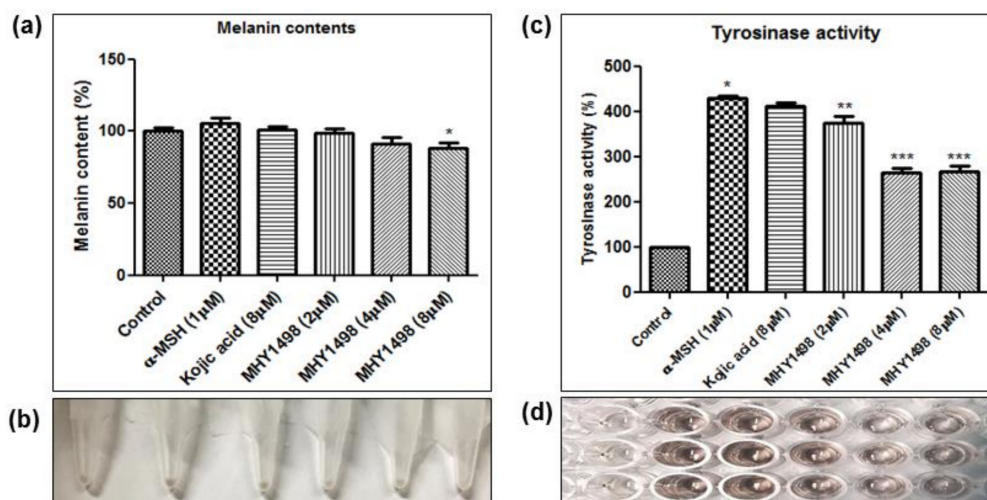 (a)
Melanin contents
Melanin content (%)
150
100
50
0
*
Control
α-MSH (1μM)
Kojic acid (8μM)
MHY1498 (2μM)
MHY1498 (4μM)
MHY1498 (8μM)
(b)
(c)
Tyrosinase activity
Tyrosinase activity (%)
500
400
300
200
100
0
*
**
***
***
Control
α-MSH (1μM)
Kojic acid (8μM)
MHY1498 (2μM)
MHY1498 (4μM)
MHY1498 (8μM)
(d)